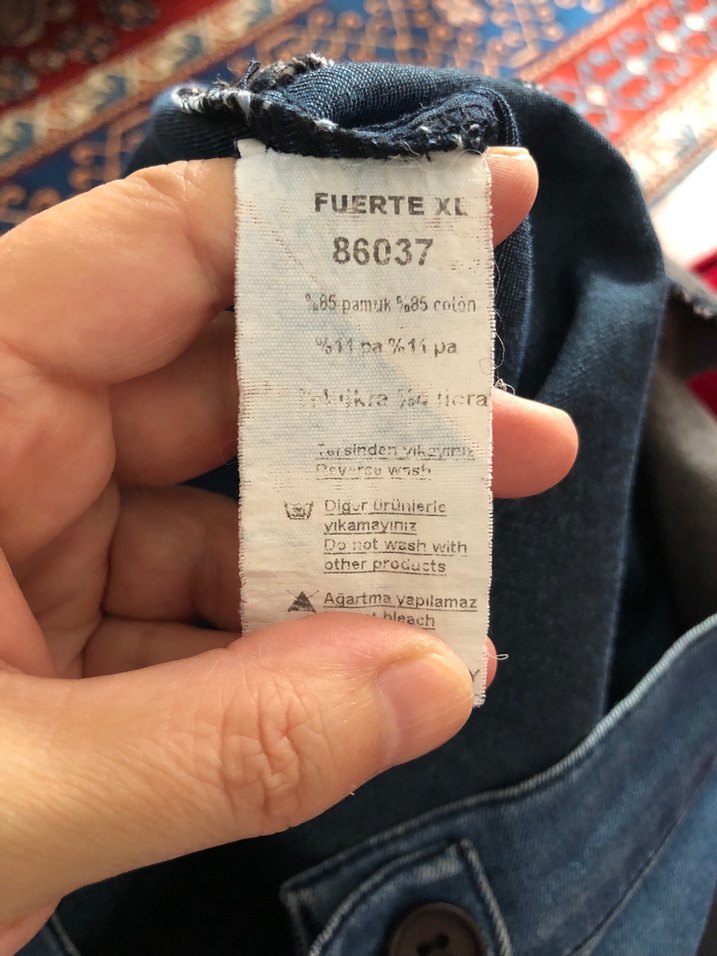 FUERTE XL
86037
%85 pamuk %85 coton
%11 pa %11 pa
Tersinden yıkayınız
Reverse wash
30
Diğer ürünlerle
yıkamayınız
Do not wash with
other products
Ağartma yapılamaz
bleach